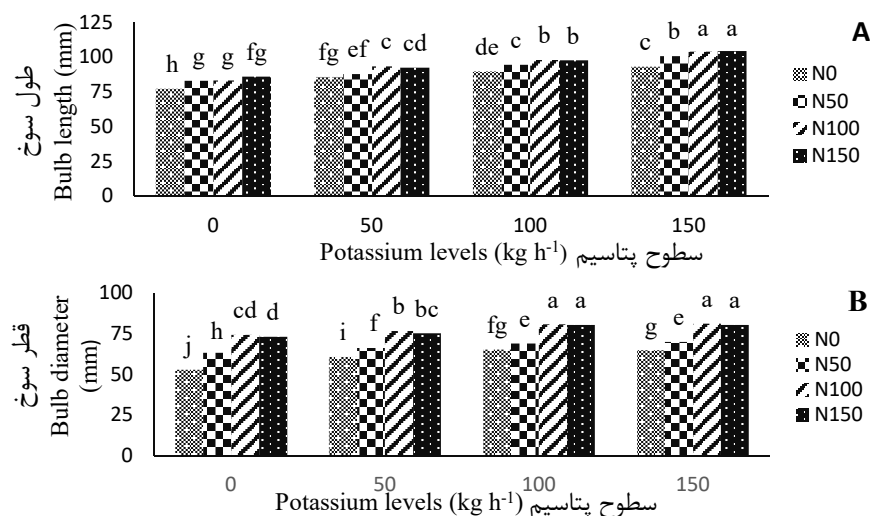 A
طول سوخ
Bulb length (mm)
125
100
75
50
25
0
h g g fg
fg ef c cd
de c b b
c b a a
N0
N50
N100
N150
0 50 100 150
Potassium levels (kg h-1) سطوح پتاسیم
B
قطر سوخ
Bulb diameter
(mm)
100
75
50
25
0
j h cd d
i f b bc
fg e a a
g e a a
N0
N50
N100
N150
0 50 100 150
Potassium levels (kg h-1) سطوح پتاسیم